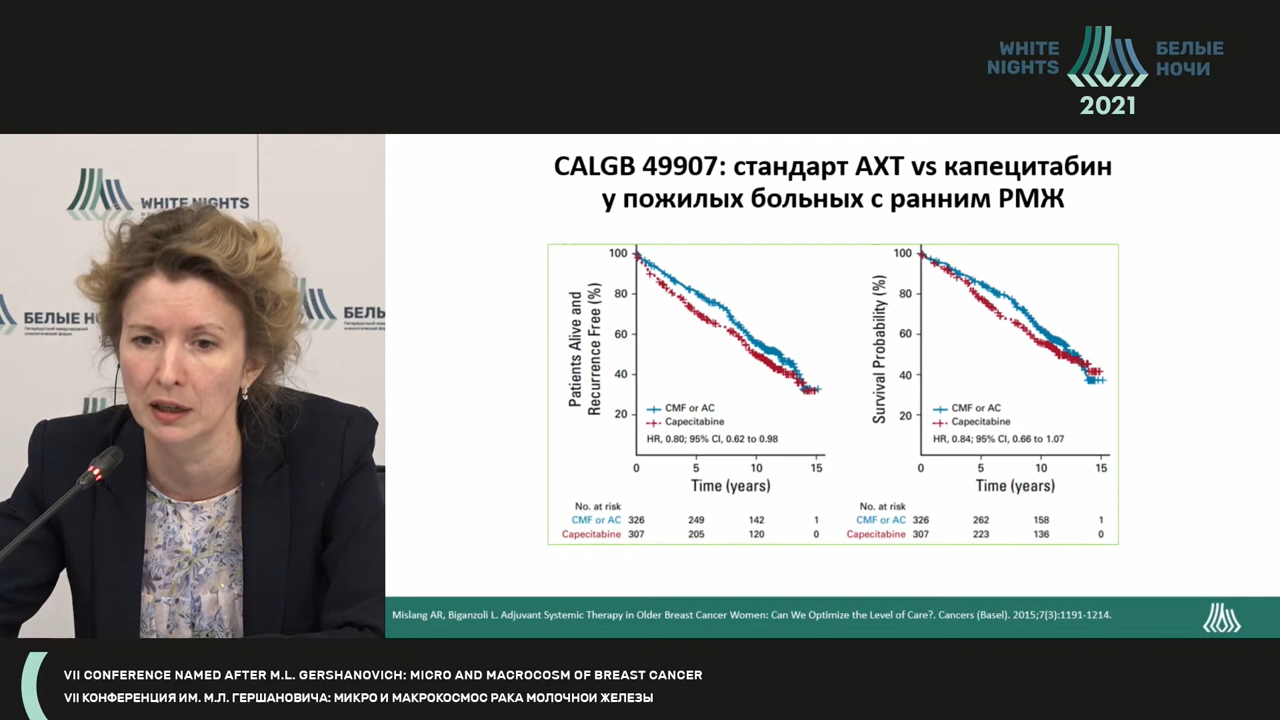 WHITE
NIGHTS
БЕЛЫЕ
НОЧИ
2021
WHITE NIGHTS
БЕЛЫЕ НО
Петербургский международный
онкологический форум
БЕЛЫ
CALGB 49907: стандарт АХТ vs капецитабин
у пожилых больных с ранним РМЖ
Patients Alive and
Recurrence Free (%)
100
80
60
40
20
CMF or AC
Capecitabine
HR, 0.80; 95% CI, 0.62 to 0.98
0 5 10 15
Time (years)
No. at risk
CMF or AC 326 249 142 1
Capecitabine 307 205 120 0
Survival Probability (%)
100
80
60
40
20
CMF or AC
Capecitabine
HR, 0.84; 95% CI, 0.66 to 1.07
0 5 10 15
Time (years)
No. at risk
CMF or AC 326 262 158 1
Capecitabine 307 223 136 0
Mislang AR, Biganzoli L. Adjuvant Systemic Therapy in Older Breast Cancer Women: Can We Optimize the Level of Care?. Cancers (Basel). 2015;7(3):1191-1214.
VII CONFERENCE NAMED AFTER M.L. GERSHANOVICH: MICRO AND MACROCOSM OF BREAST CANCER
VII КОНФЕРЕНЦИЯ ИМ. М.Л. ГЕРШАНОВИЧА: МИКРО И МАКРОКОСМОС РАКА МОЛОЧНОЙ ЖЕЛЕЗЫ